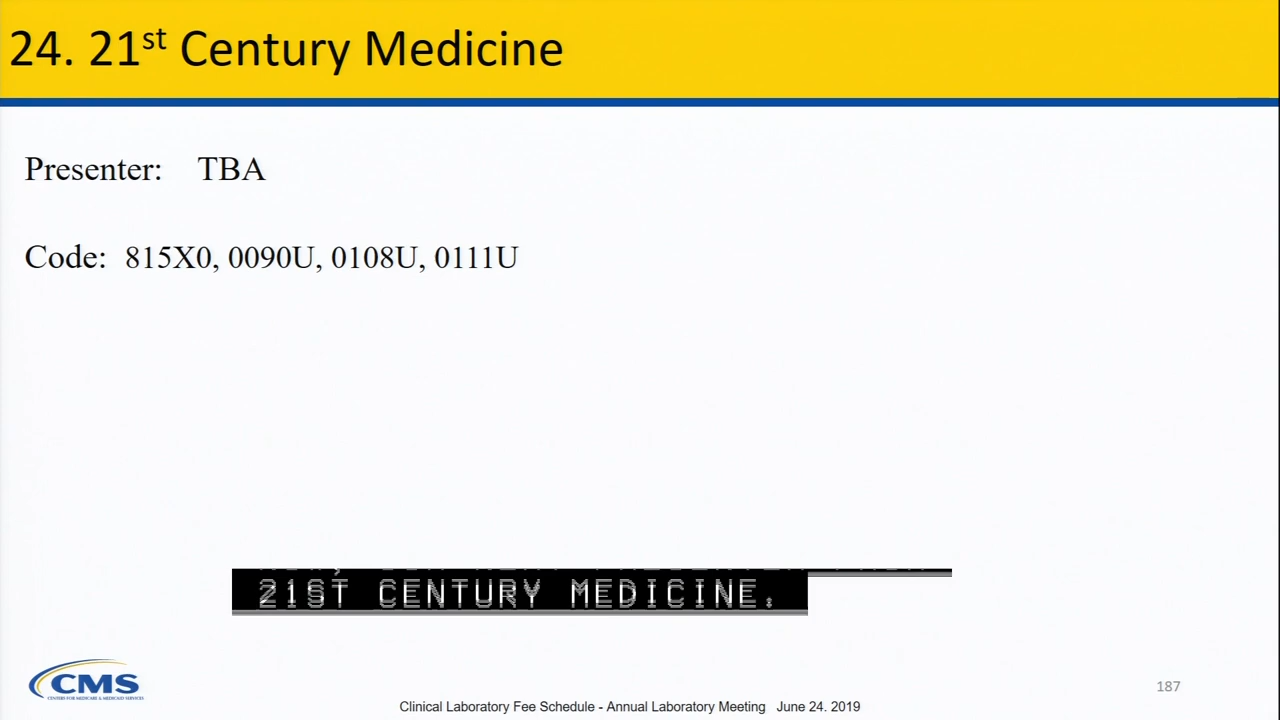 24. 21st Century Medicine
Presenter: TBA
Code: 815X0, 0090U, 0108U, 0111U
21ST CENTURY MEDICINE.
CMS
CENTERS FOR MEDICARE & MEDICAID SERVICES
187
Clinical Laboratory Fee Schedule - Annual Laboratory Meeting June 24. 2019